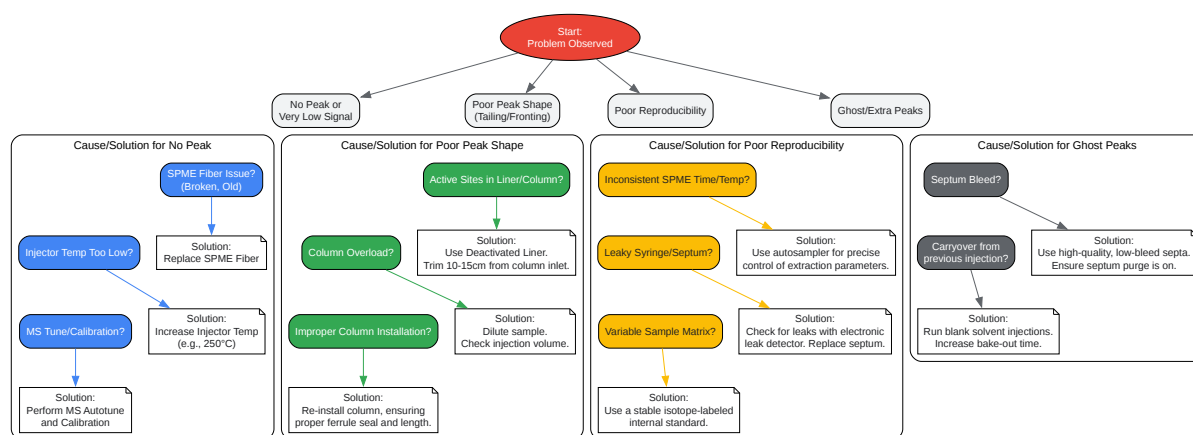 Start:
Problem Observed
No Peak or
Very Low Signal
Poor Peak Shape
(Tailing/Fronting)
Poor Reproducibility
Ghost/Extra Peaks
Cause/Solution for No Peak
SPME Fiber Issue?
(Broken, Old)
Solution:
Replace SPME Fiber
Injector Temp Too Low?
Solution:
Increase Injector Temp
(e.g., 250°C)
MS Tune/Calibration?
Solution:
Perform MS Autotune
and Calibration
Cause/Solution for Poor Peak Shape
Active Sites in Liner/Column?
Solution:
Use Deactivated Liner.
Trim 10-15cm from column inlet.
Column Overload?
Solution:
Dilute sample.
Check injection volume.
Improper Column Installation?
Solution:
Re-install column, ensuring
proper ferrule seal and length.
Cause/Solution for Poor Reproducibility
Inconsistent SPME Time/Temp?
Solution:
Use autosampler for precise
control of extraction parameters.
Leaky Syringe/Septum?
Solution:
Check for leaks with electronic
leak detector. Replace septum.
Variable Sample Matrix?
Solution:
Use a stable isotope-labeled
internal standard.
Cause/Solution for Ghost Peaks
Septum Bleed?
Solution:
Use high-quality, low-bleed septa.
Ensure septum purge is on.
Carryover from
previous injection?
Solution:
Run blank solvent injections.
Increase bake-out time.